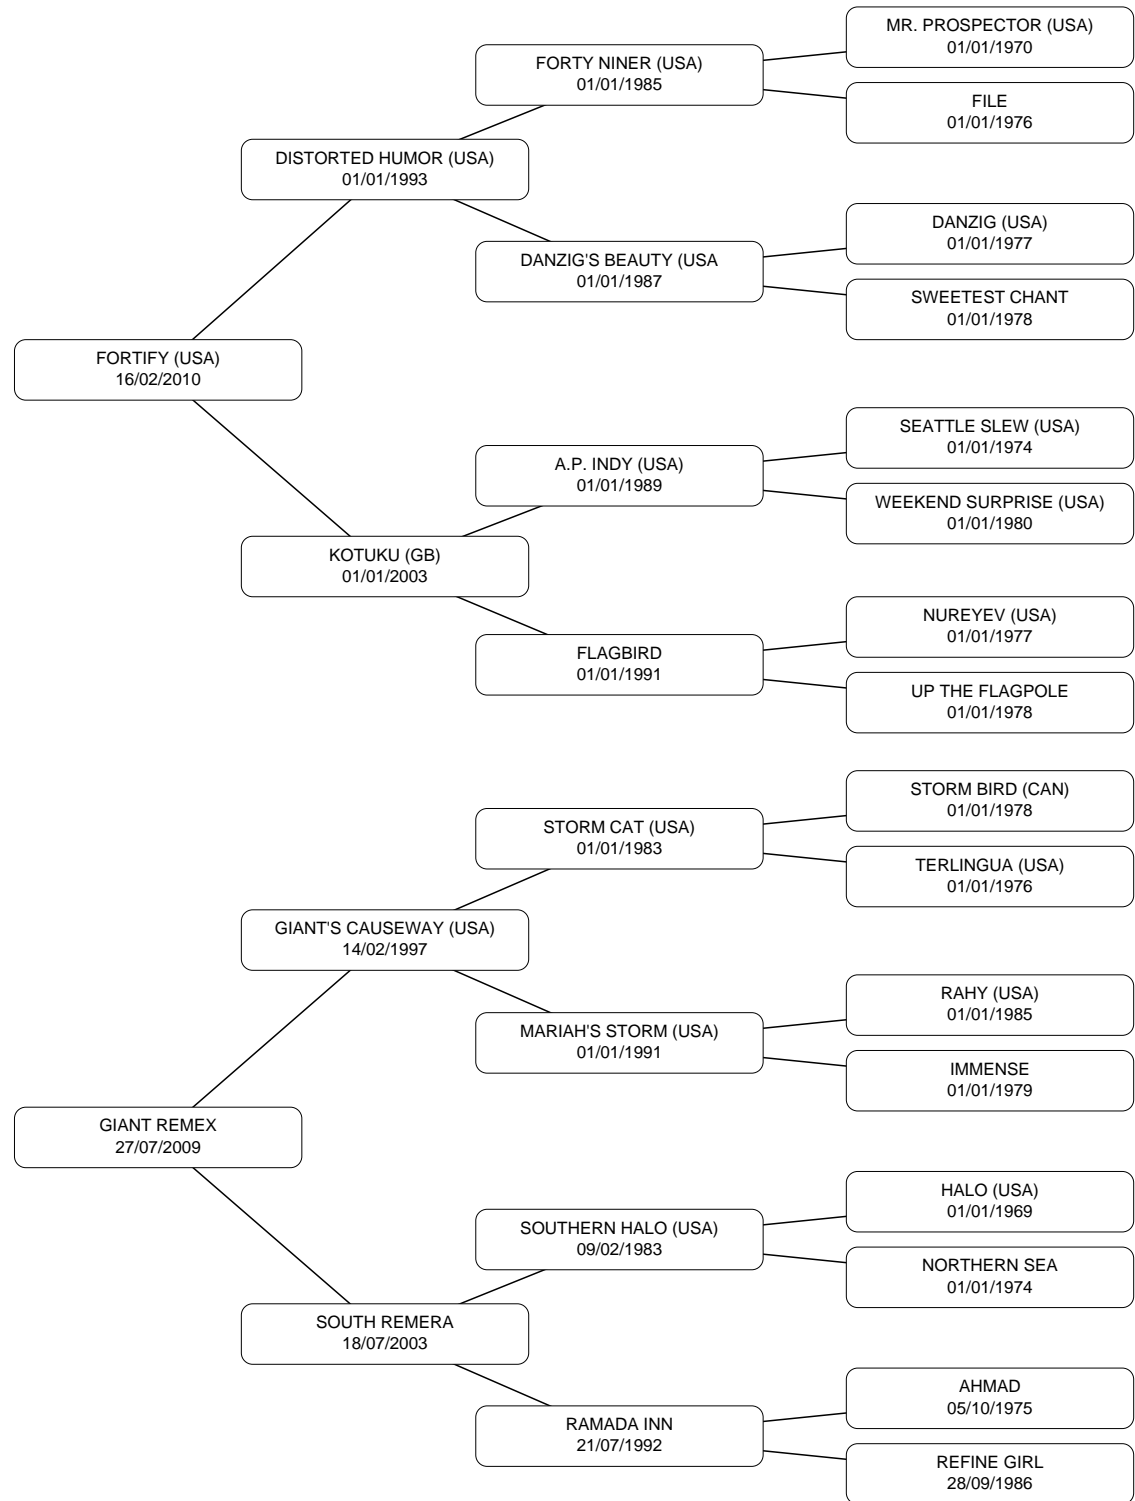 MR. PROSPECTOR (USA)
01/01/1970
FORTY NINER (USA)
01/01/1985
FILE
01/01/1976
DISTORTED HUMOR (USA)
01/01/1993
DANZIG (USA)
01/01/1977
DANZIG'S BEAUTY (USA
01/01/1987
SWEETEST CHANT
01/01/1978
FORTIFY (USA)
16/02/2010
SEATTLE SLEW (USA)
01/01/1974
A.P. INDY (USA)
01/01/1989
WEEKEND SURPRISE (USA)
01/01/1980
KOTUKU (GB)
01/01/2003
NUREYEV (USA)
01/01/1977
FLAGBIRD
01/01/1991
UP THE FLAGPOLE
01/01/1978
STORM BIRD (CAN)
01/01/1978
STORM CAT (USA)
01/01/1983
TERLINGUA (USA)
01/01/1976
GIANT'S CAUSEWAY (USA)
14/02/1997
RAHY (USA)
01/01/1985
MARIAH'S STORM (USA)
01/01/1991
IMMENSE
01/01/1979
GIANT REMEX
27/07/2009
HALO (USA)
01/01/1969
SOUTHERN HALO (USA)
09/02/1983
NORTHERN SEA
01/01/1974
SOUTH REMERA
18/07/2003
AHMAD
05/10/1975
RAMADA INN
21/07/1992
REFINE GIRL
28/09/1986